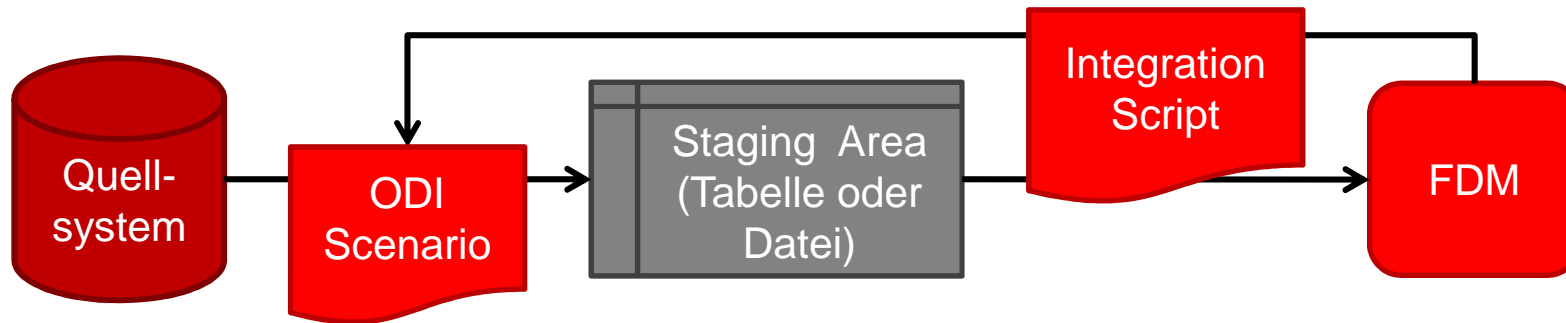 Quell-
system
ODI
Scenario
Staging  Area
(Tabelle oder
Datei)
Integration
Script
FDM